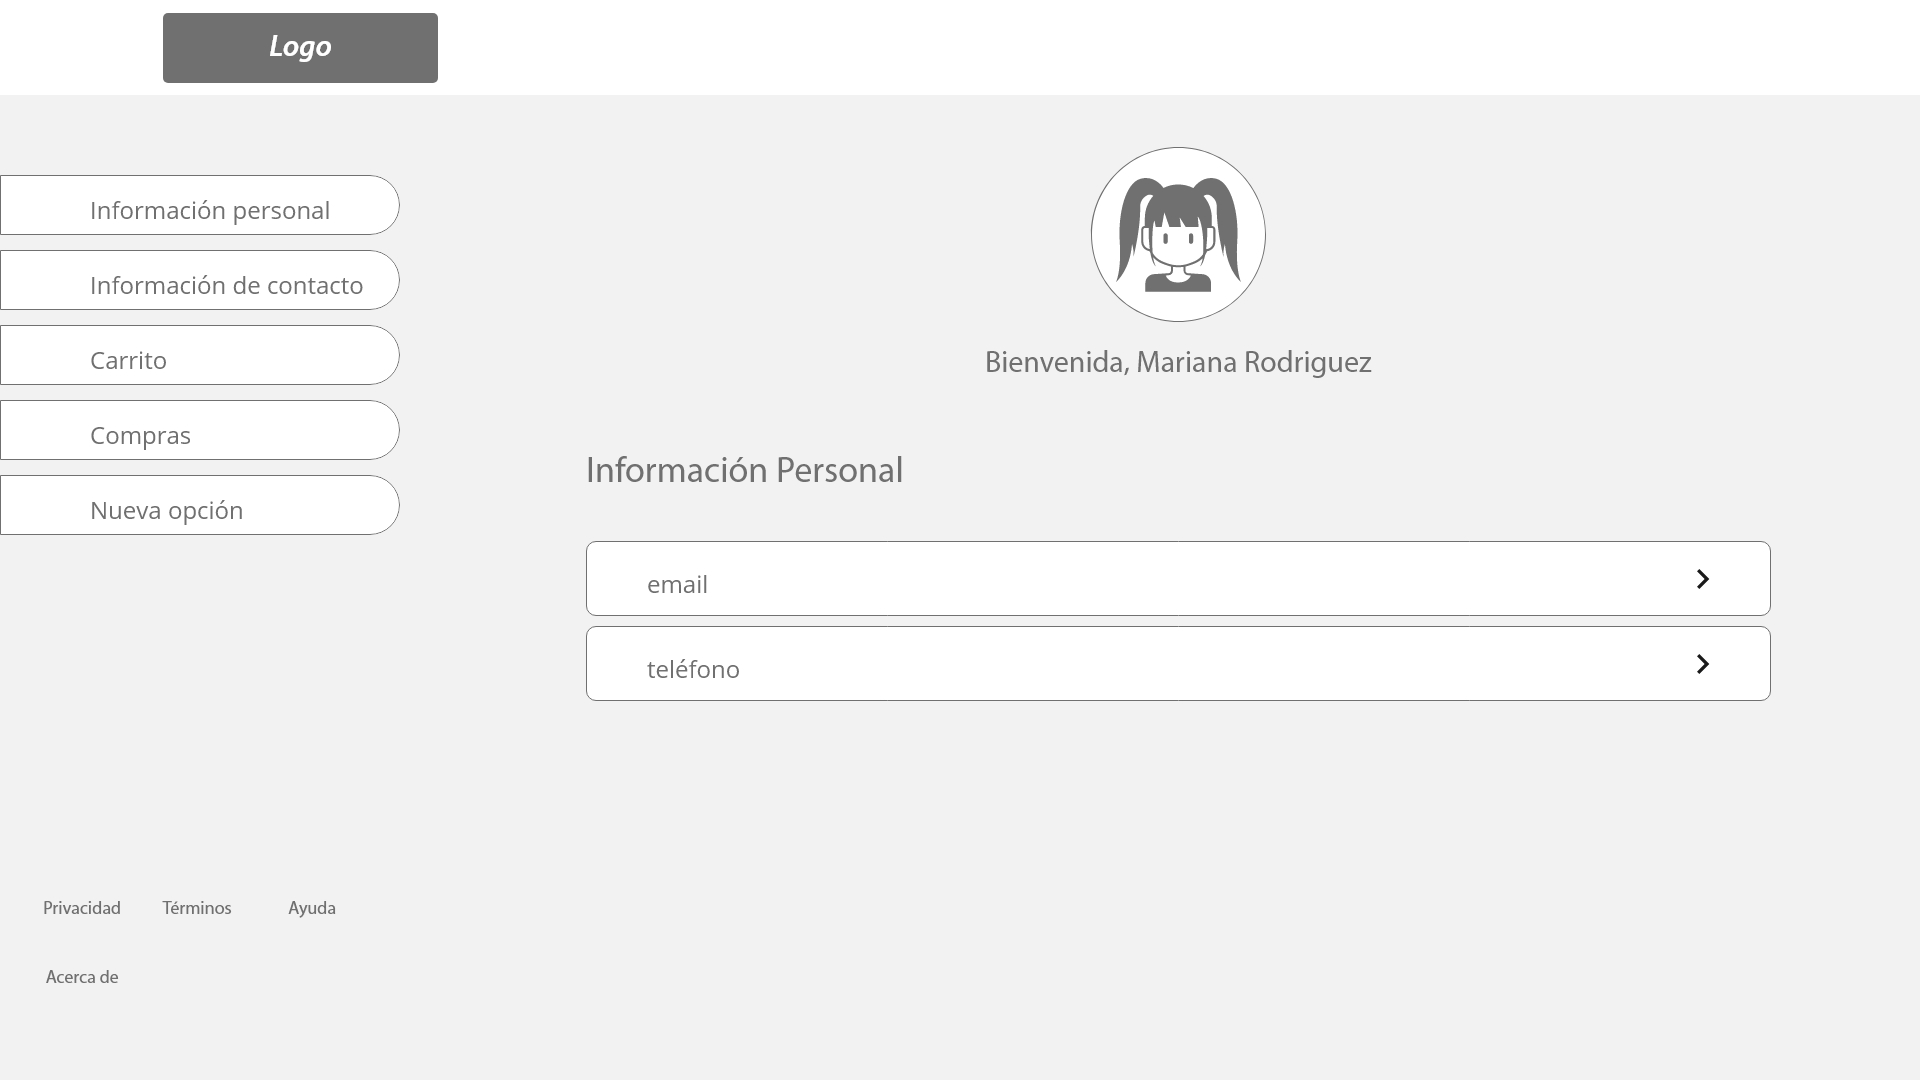 Logo
Información personal
Información de contacto
Carrito
Compras
Nueva opción
Bienvenida, Mariana Rodriguez
Información Personal
email
teléfono
Privacidad Términos Ayuda
Acerca de